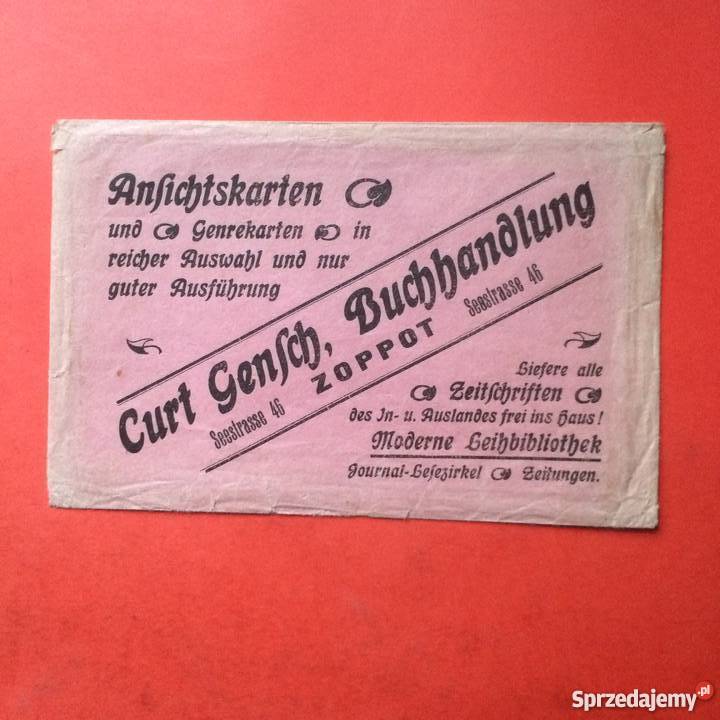 Ansichtskarten
und Genrekarten in
reicher Auswahl und nur
guter Ausführung
Curt Gensch, Buchhandlung
Seestrasse 46 ZOPPOT Seestrasse 46
Liefere alle
Zeitschriften
des In- u. Auslandes frei ins Haus!
Moderne Leihbibliothek
Journal-Lesezirkel Zeitungen.
Sprzedajemy.pl